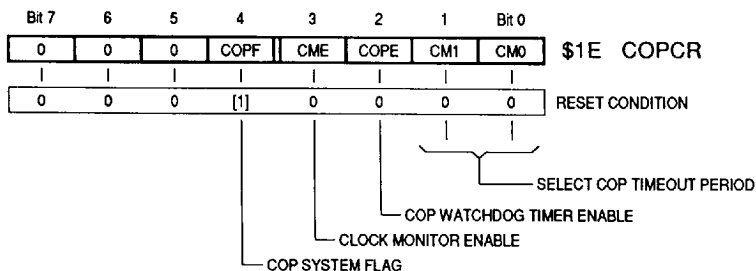 Bit 7 6 5 4 3 2 1 Bit 0
0 0 0 COPF CME COPE CM1 CM0 $1E COPCR
0 0 0 [1] 0 0 0 0 RESET CONDITION
SELECT COP TIMEOUT PERIOD
COP WATCHDOG TIMER ENABLE
CLOCK MONITOR ENABLE
COP SYSTEM FLAG